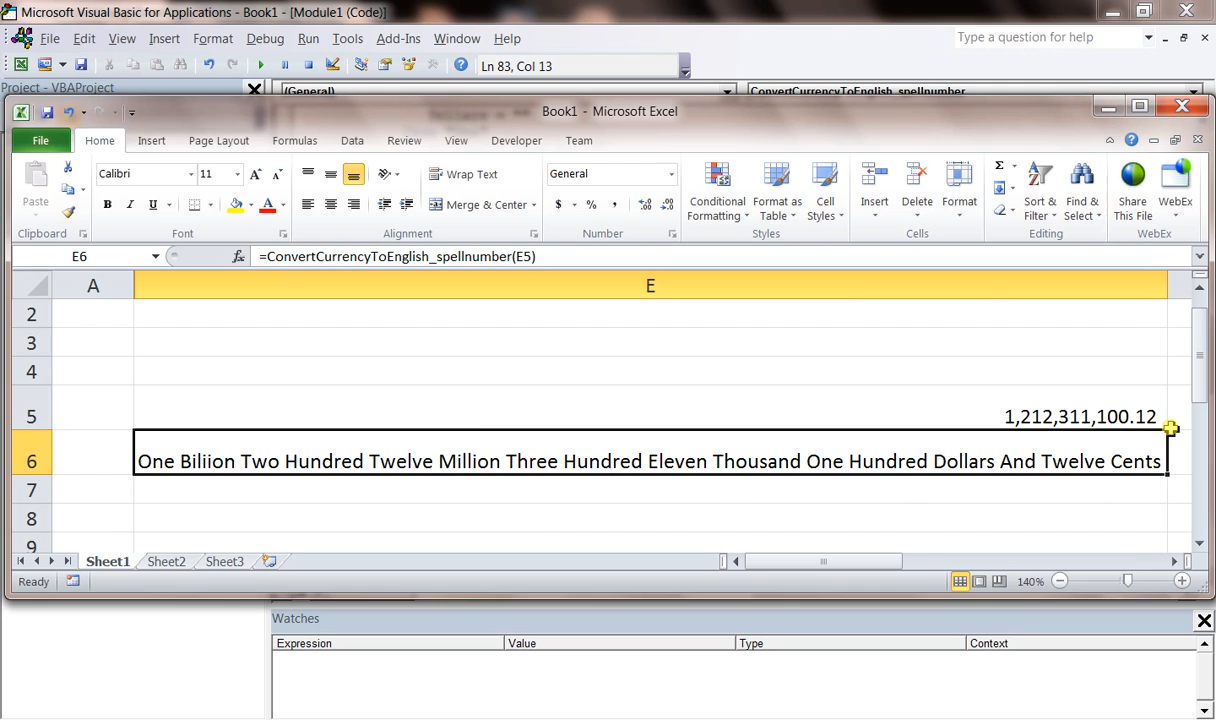 Microsoft Visual Basic for Applications - Book1 - [Module1 (Code)]
File Edit View Insert Format Debug Run Tools Add-Ins Window Help Type a question for help
Ln 83, Col 13
Project - VBAProject
(General) ConvertCurrencyToEnglish_spellnumber
Book1 - Microsoft Excel
File Home Insert Page Layout Formulas Data Review View Developer Team
Paste Calibri 11 Wrap Text General Conditional Formatting Format as Table Cell Styles Insert Delete Format Σ Sort & Filter Find & Select Share This File WebEx
B I U A Merge & Center $ % ,
Clipboard Font Alignment Number Styles Cells Editing WebEx
E6 fx =ConvertCurrencyToEnglish_spellnumber(E5)
A E
2
3
4
5 1,212,311,100.12
6 One Biliion Two Hundred Twelve Million Three Hundred Eleven Thousand One Hundred Dollars And Twelve Cents
7
8
9
Sheet1 Sheet2 Sheet3
Ready 140%
Watches
Expression Value Type Context